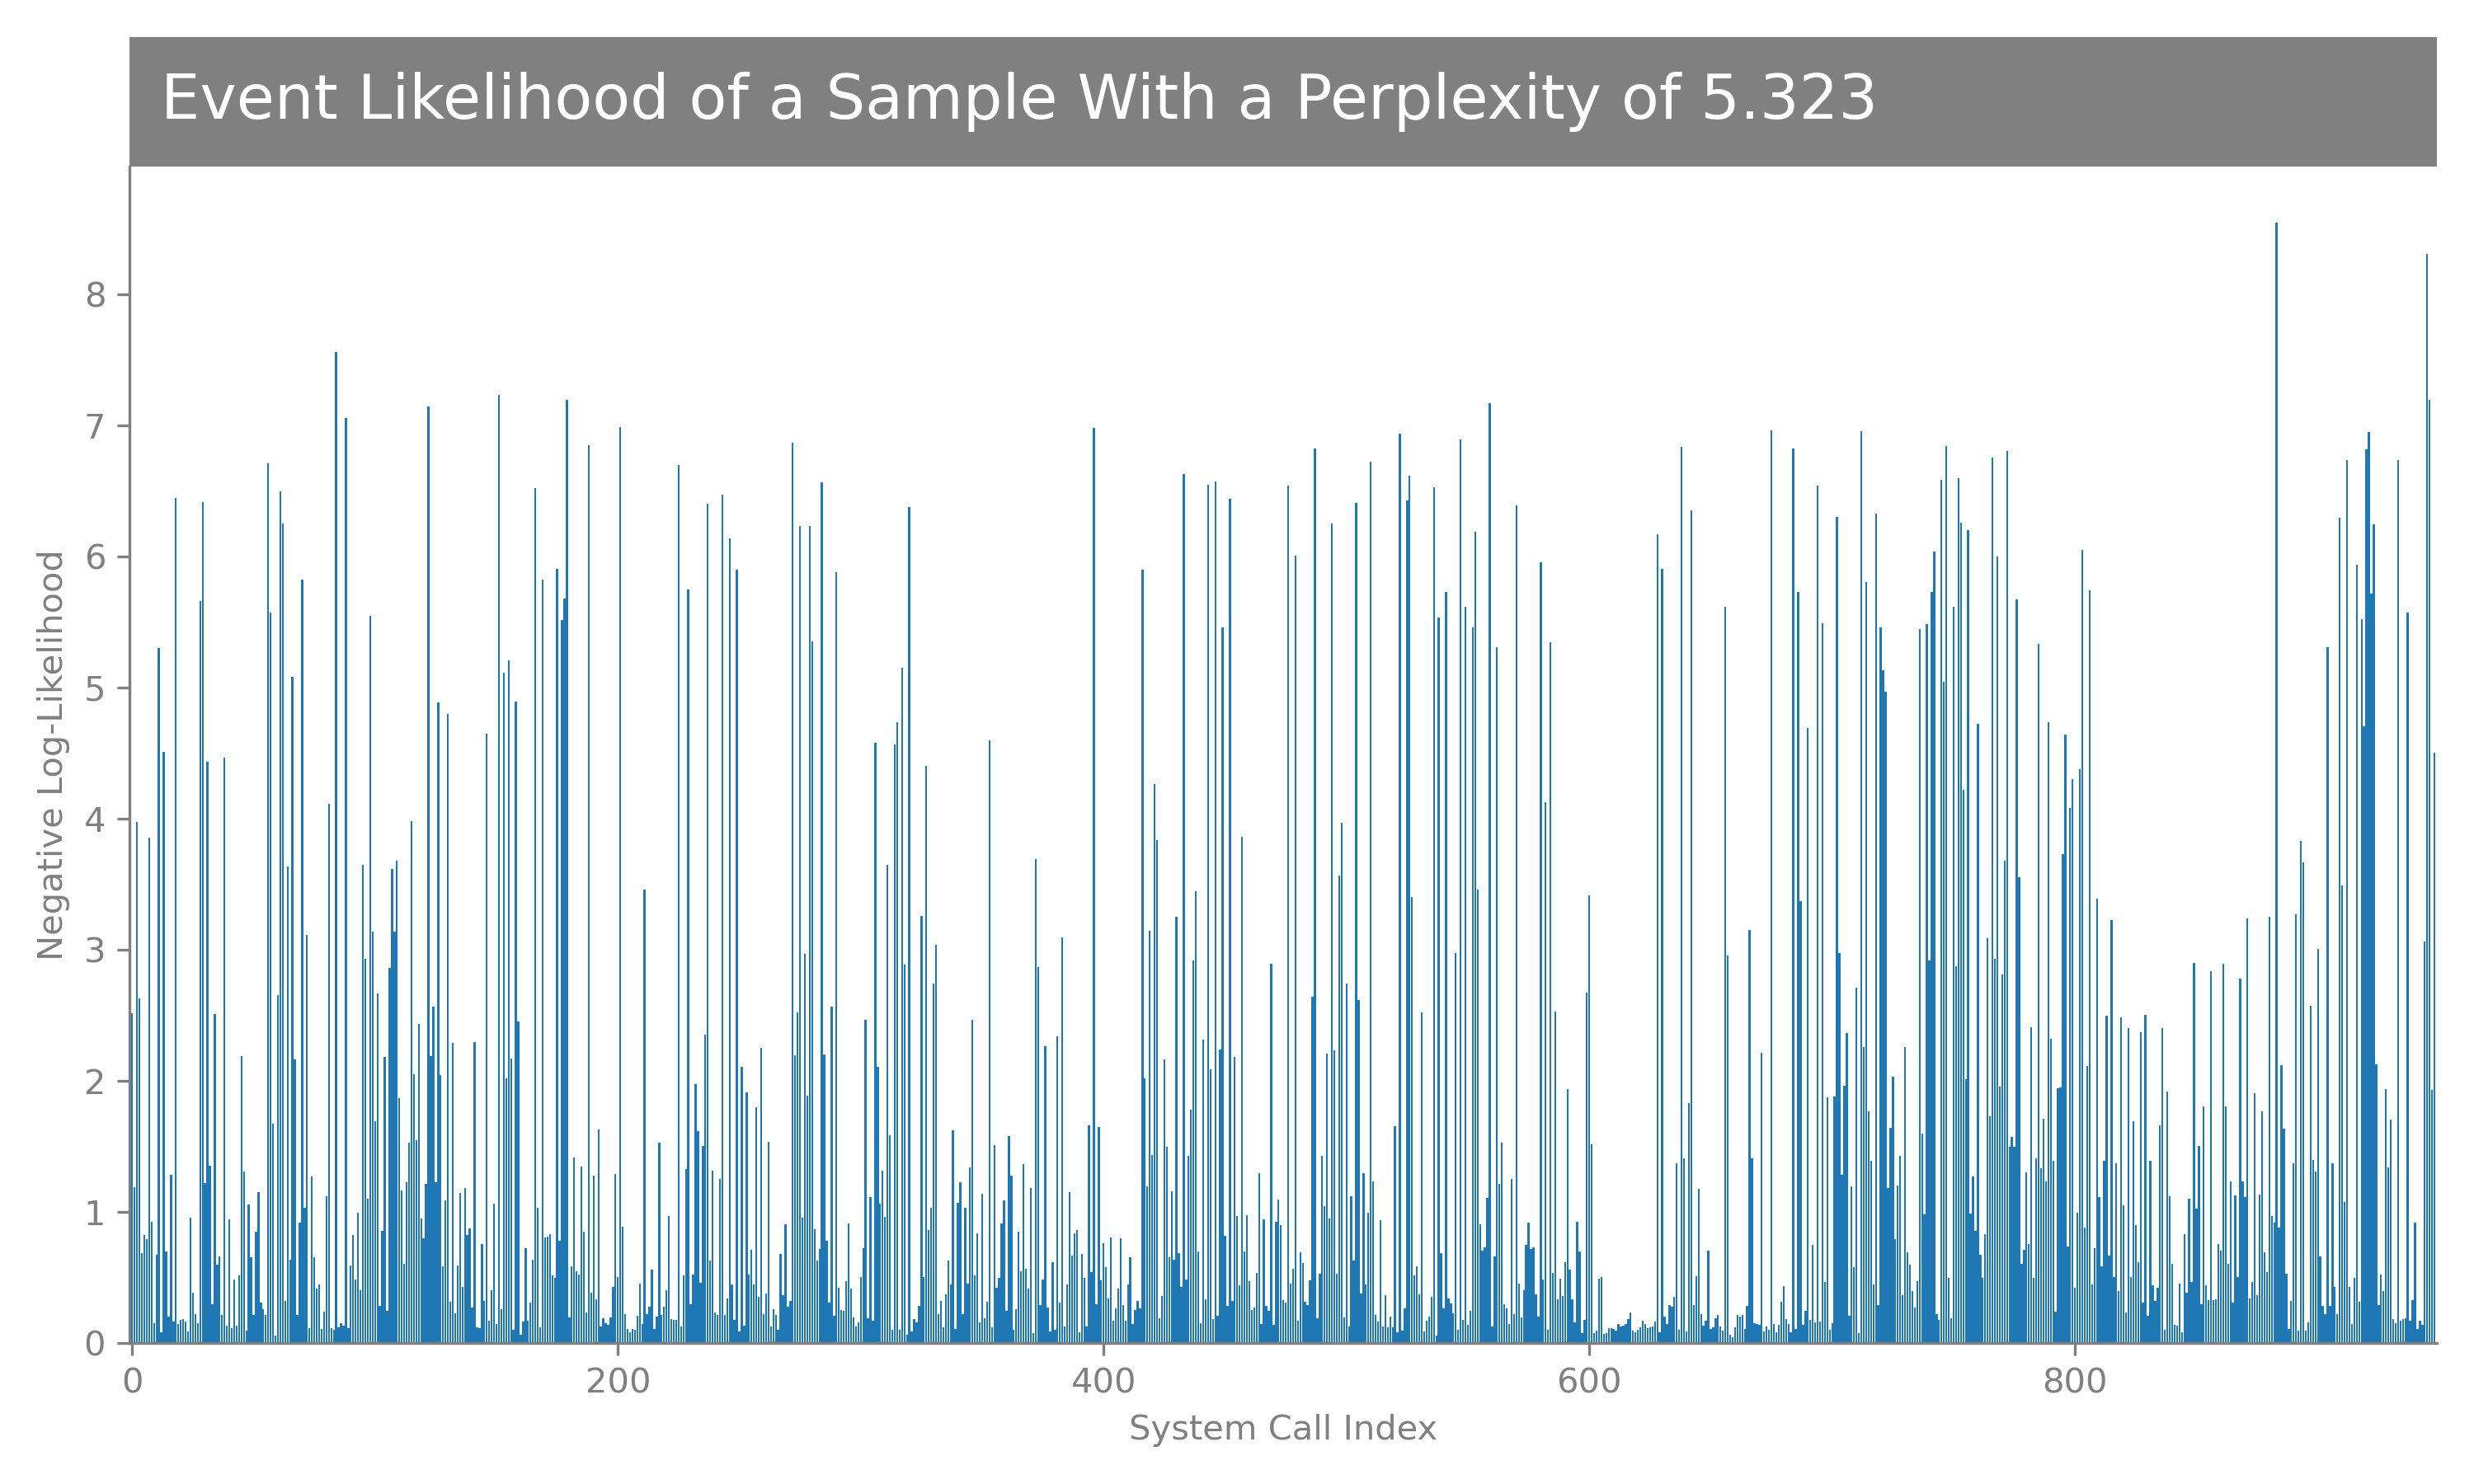 Event Likelihood of a Sample With a Perplexity of 5.323
8
7
6
5
4
3
2
1
0
Negative Log-Likelihood
0 200 400 600 800
System Call Index